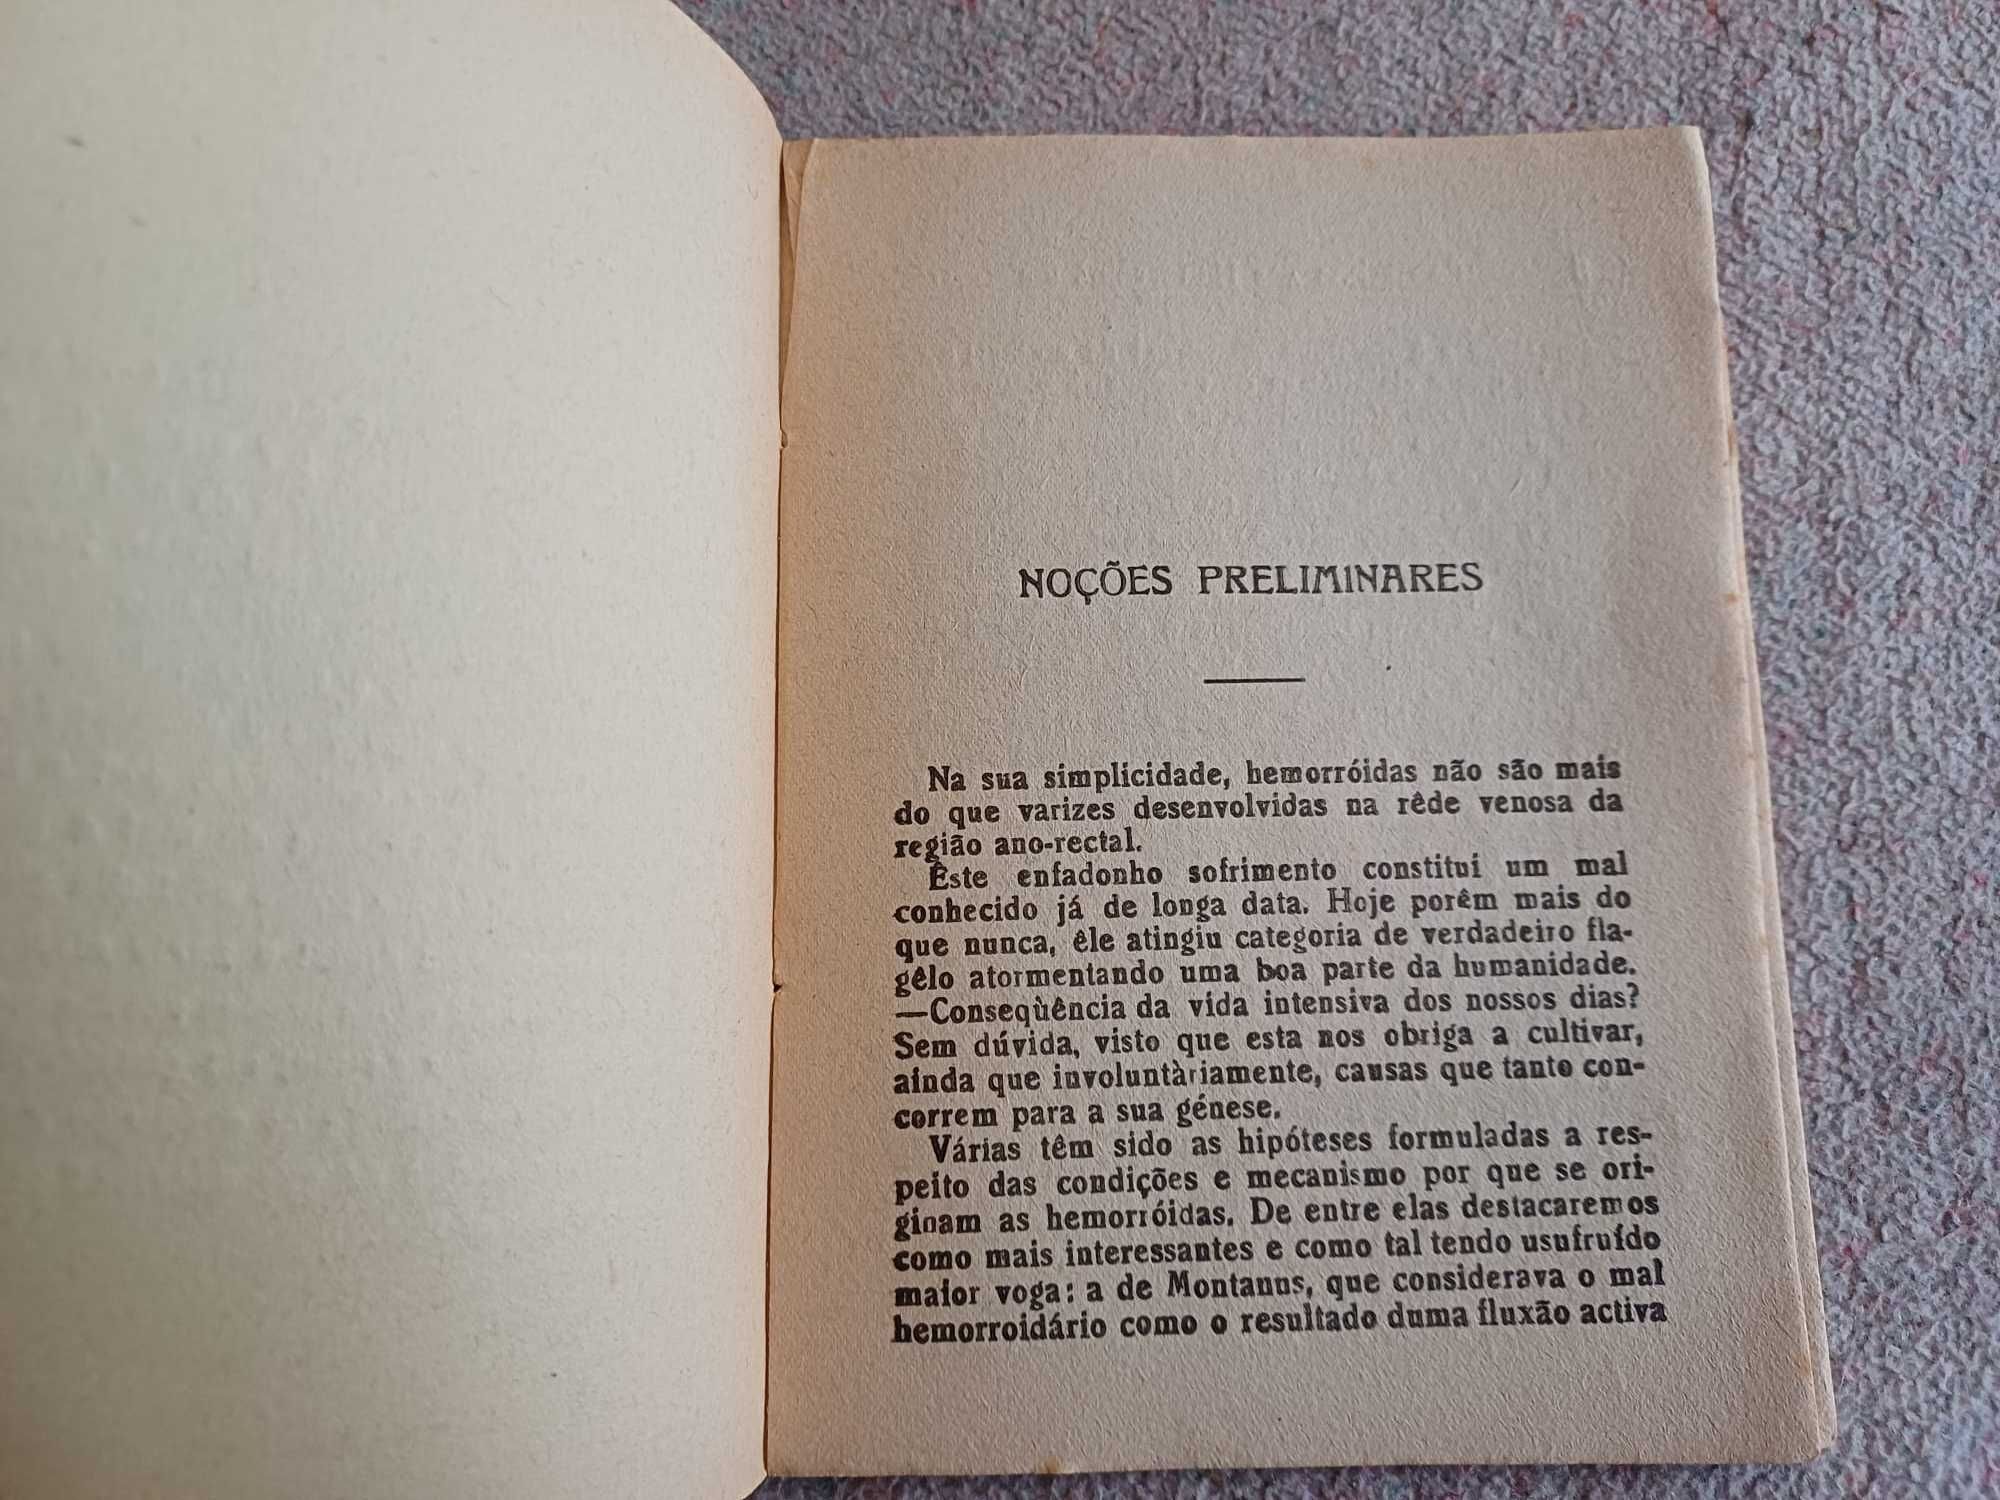 NOÇÕES PRELIMINARES
Na sua simplicidade, hemorróidas não são mais
do que varizes desenvolvidas na rêde venosa da
região ano-rectal.
Êste enfadonho sofrimento constitui um mal
conhecido já de longa data. Hoje porêm mais do
que nunca, êle atingiu categoria de verdadeiro fla-
gêlo atormentando uma boa parte da humanidade.
—Conseqùência da vida intensiva dos nossos dias?
Sem dúvida, visto que esta nos obriga a cultivar,
ainda que involuntàriamente, causas que tanto con-
correm para a sua génese.
Várias têm sido as hipóteses formuladas a res-
peito das condições e mecanismo por que se ori-
ginam as hemorróidas. De entre elas destacaremos
como mais interessantes e como tal tendo usufruído
maior voga: a de Montanus, que considerava o mal
hemorroidário como o resultado duma fluxão activa